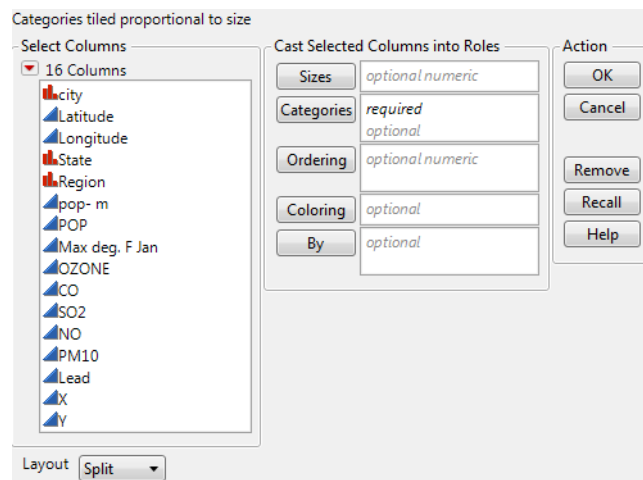 Categories tiled proportional to size
Select Columns
16 Columns
city
Latitude
Longitude
State
Region
pop- m
POP
Max deg. F Jan
OZONE
CO
SO2
NO
PM10
Lead
X
Y
Layout Split
Cast Selected Columns into Roles
Sizes optional numeric
Categories required
optional
Ordering optional numeric
Coloring optional
By optional
Action
OK
Cancel
Remove
Recall
Help